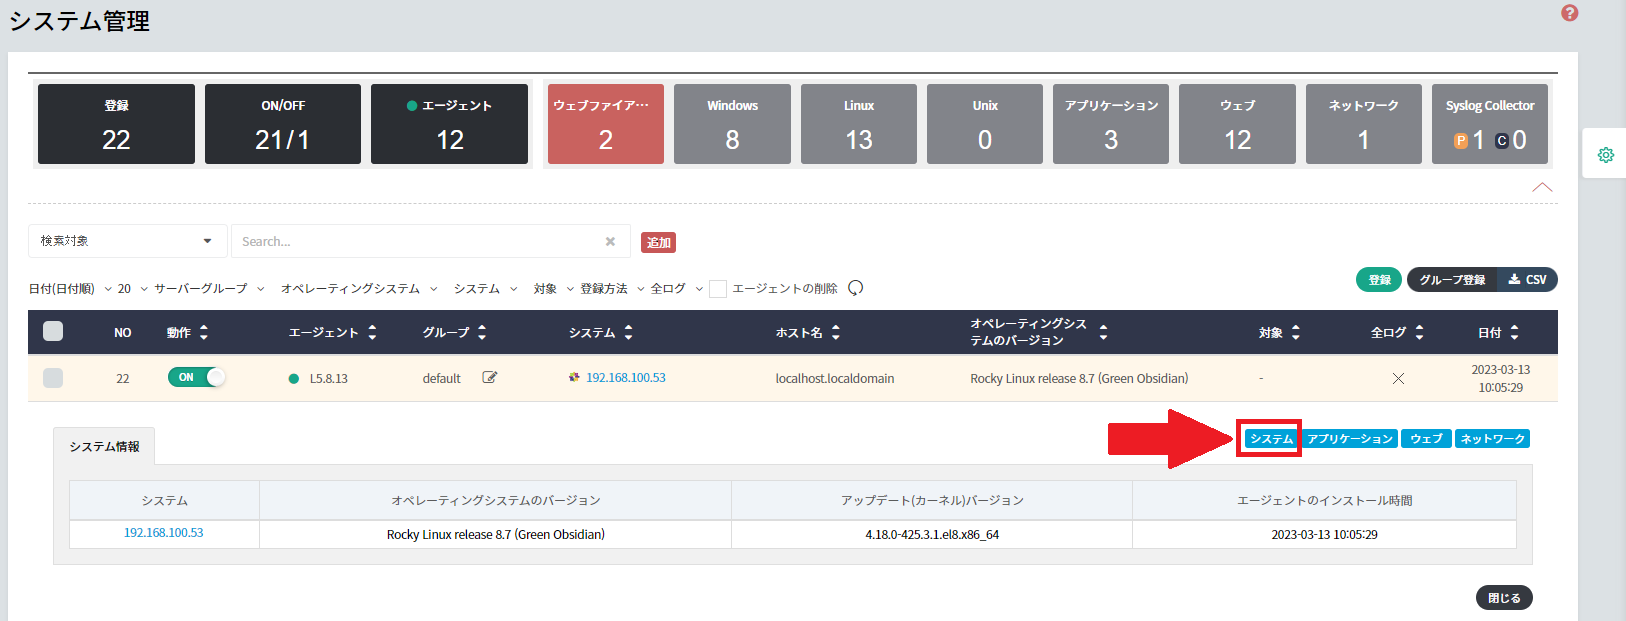 システム管理
登録
22
ON/OFF
21 / 1
エージェント
12
ウェブファイア…
2
Windows
8
Linux
13
Unix
0
アプリケーション
3
ウェブ
12
ネットワーク
1
Syslog Collector
P 1 C 0
検索対象
Search...
追加
日付(日付順) 20 サーバーグループ オペレーティングシステム システム 対象 登録方法 全ログ エージェントの削除
登録
グループ登録 CSV
NO 動作 エージェント グループ システム ホスト名 オペレーティングシス
テムのバージョン 対象 全ログ 日付
22 ON L5.8.13 default 192.168.100.53 localhost.localdomain Rocky Linux release 8.7 (Green Obsidian) - 2023-03-13
10:05:29
システム情報
システム アプリケーション ウェブ ネットワーク
システム オペレーティングシステムのバージョン アップデート(カーネル)バージョン エージェントのインストール時間
192.168.100.53 Rocky Linux release 8.7 (Green Obsidian) 4.18.0-425.3.1.el8.x86_64 2023-03-13 10:05:29
閉じる